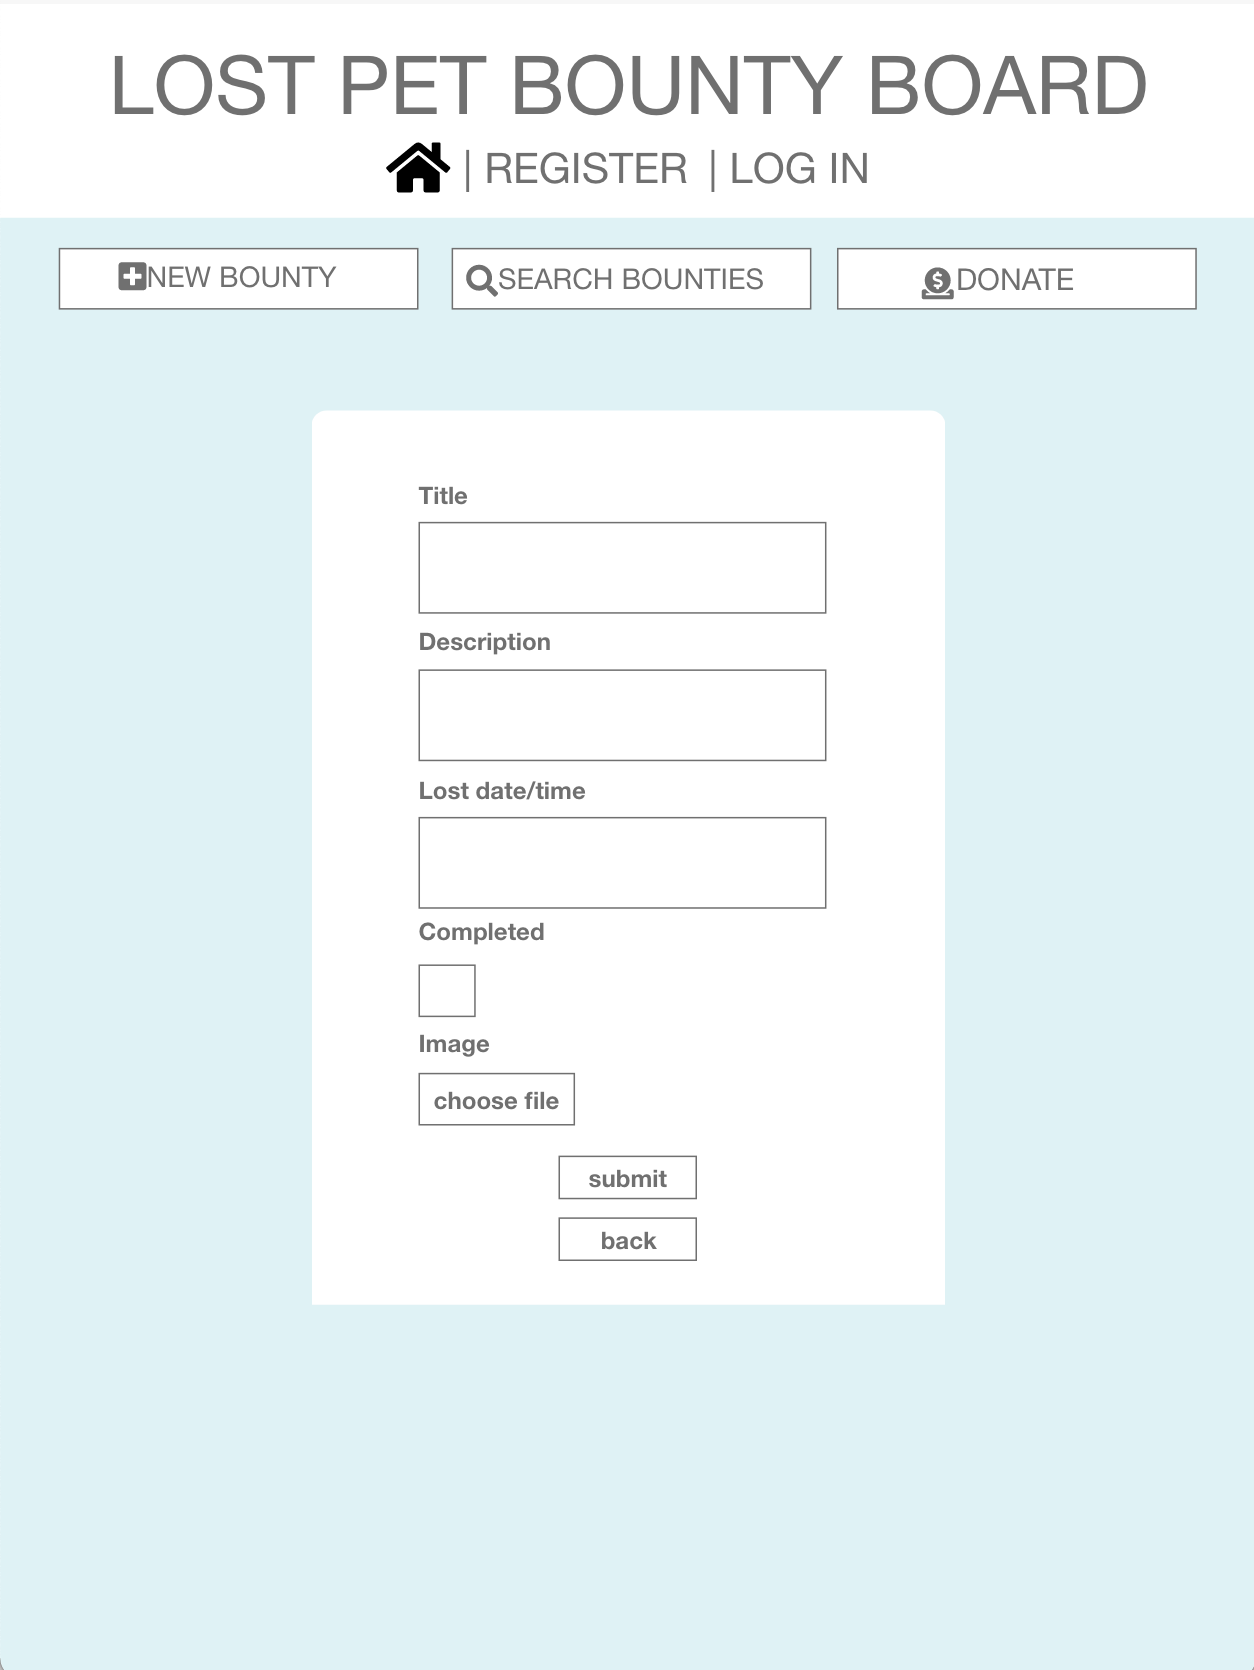 LOST PET BOUNTY BOARD
| REGISTER | LOG IN
NEW BOUNTY
SEARCH BOUNTIES
DONATE
Title
Description
Lost date/time
Completed
Image
choose file
submit
back